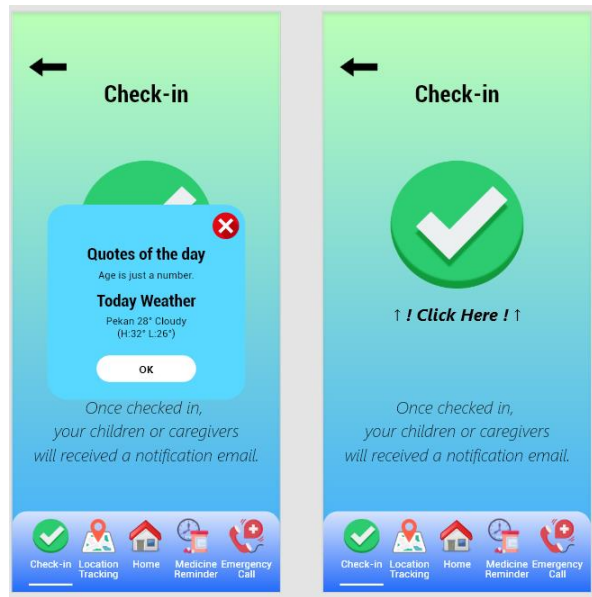 Check-in
Quotes of the day
Age is just a number.
Today Weather
Pekan 28° Cloudy
(H:32° L:26°)
OK
Once checked in,
your children or caregivers
will received a notification email.
Check-in
Location
Tracking
Home
Medicine
Reminder
Emergency
Call
Check-in
↑ ! Click Here ! ↑
Once checked in,
your children or caregivers
will received a notification email.
Check-in
Location
Tracking
Home
Medicine
Reminder
Emergency
Call